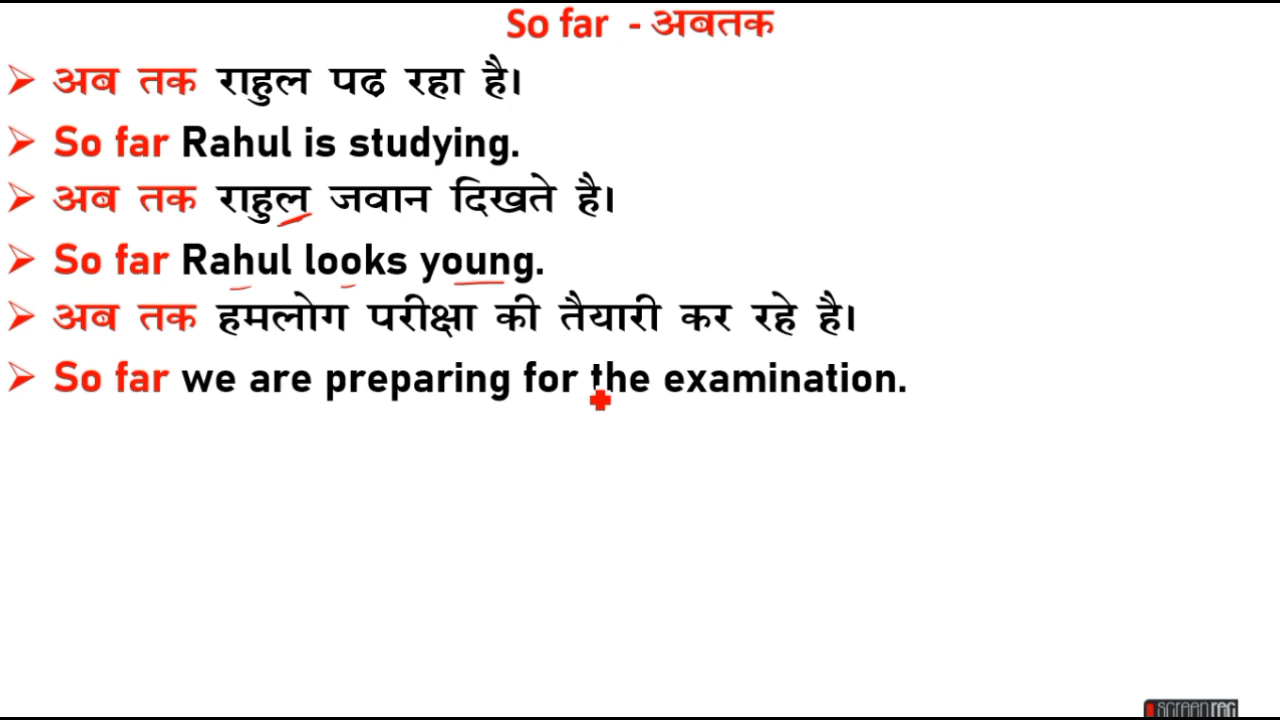 So far - अबतक
➢ अब तक राहुल पढ रहा है।
➢ So far Rahul is studying.
➢ अब तक राहुल जवान दिखते है।
➢ So far Rahul looks young.
➢ अब तक हमलोग परीक्षा की तैयारी कर रहे है।
➢ So far we are preparing for the examination.